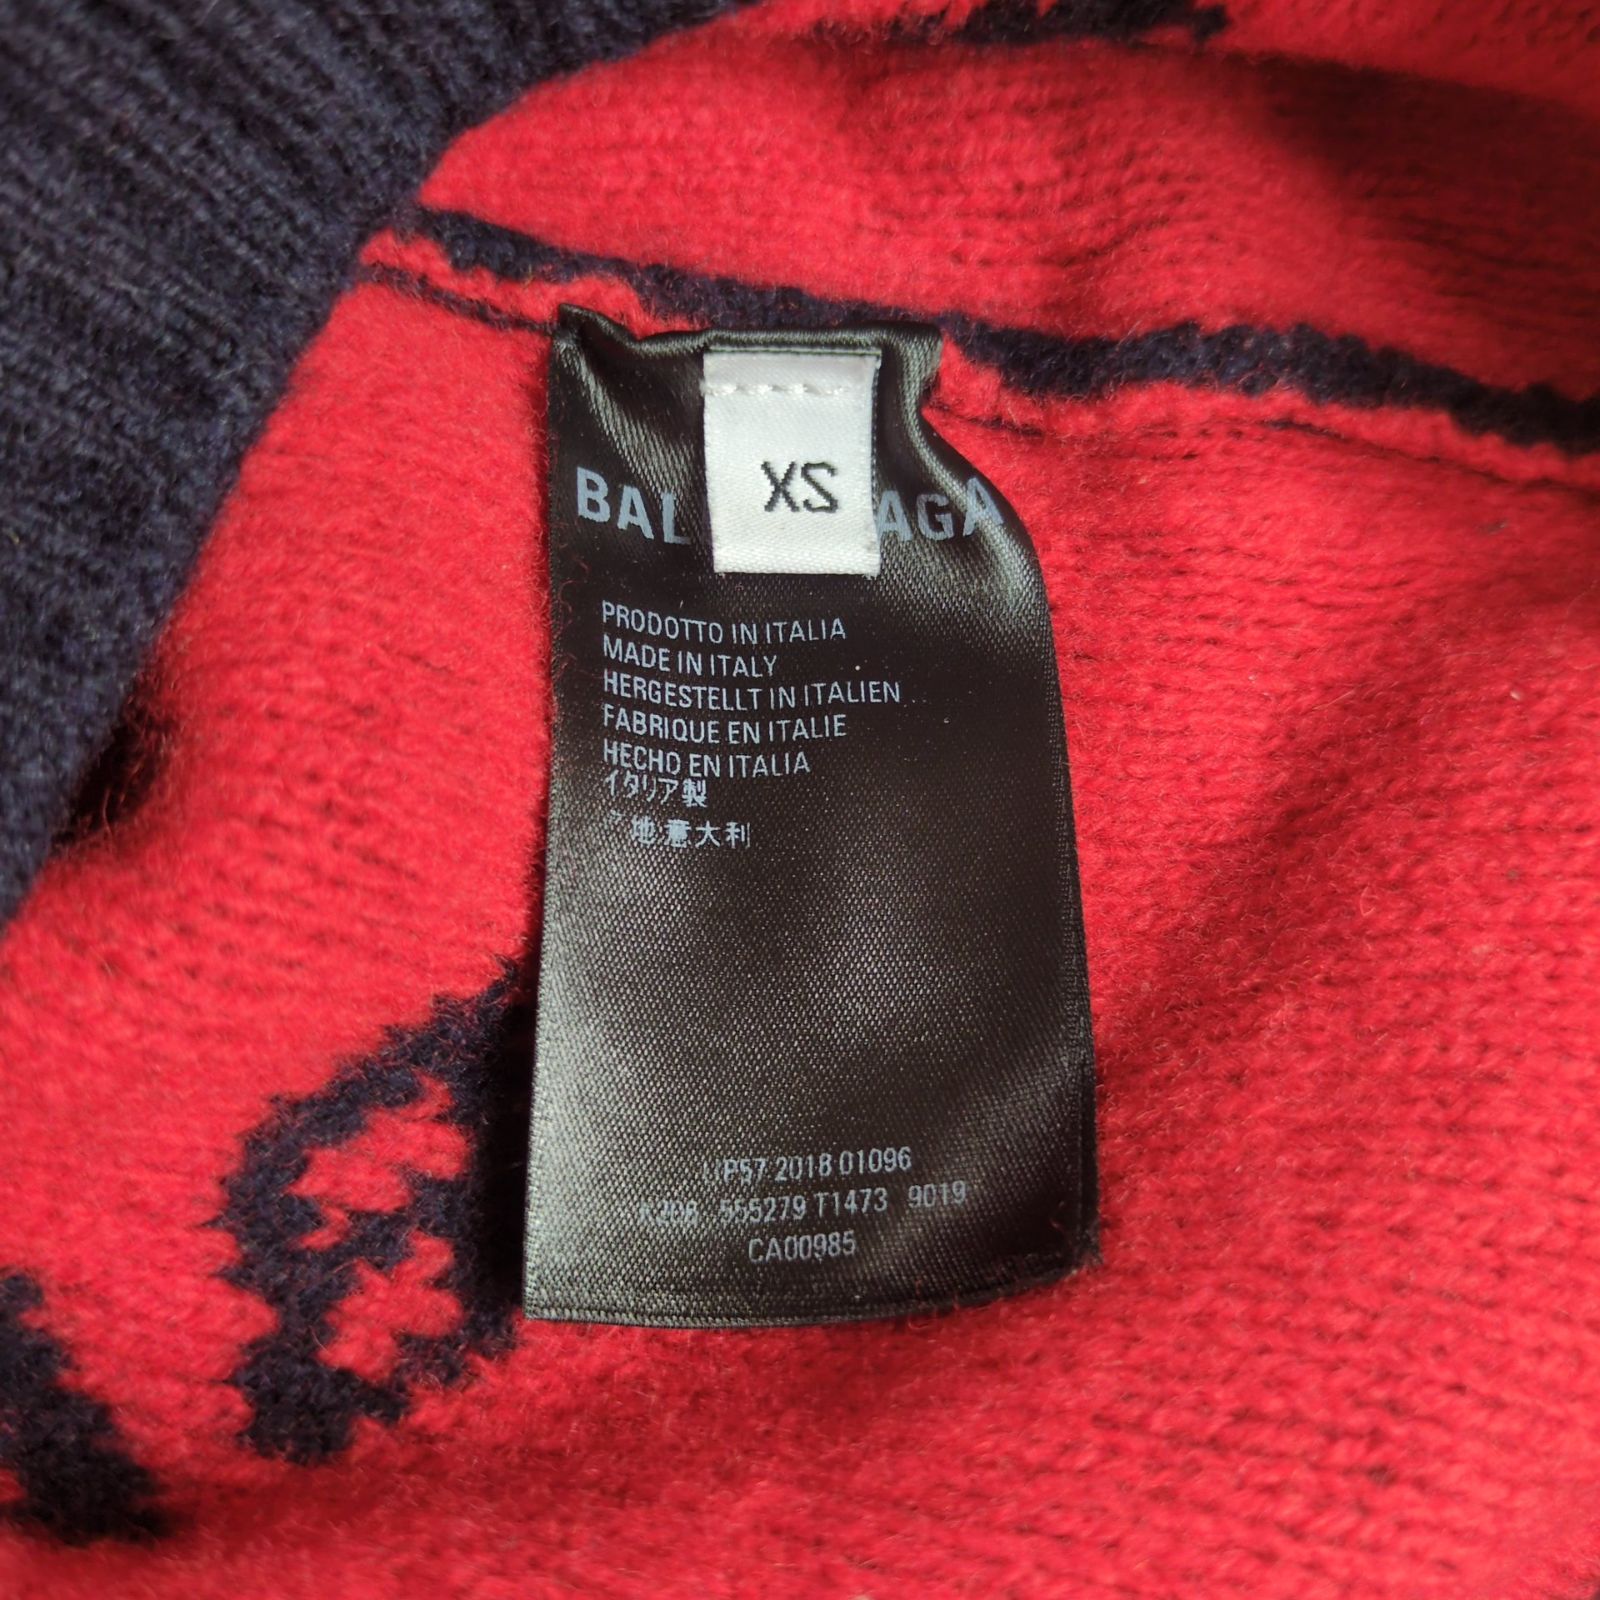 XS
BAL AGA
PRODOTTO IN ITALIA
MADE IN ITALY
HERGESTELLT IN ITALIEN
FABRIQUE EN ITALIE
HECHO EN ITALIA
イタリア製
地意大利
2018 01096
555279 T1473 9019
CA00985